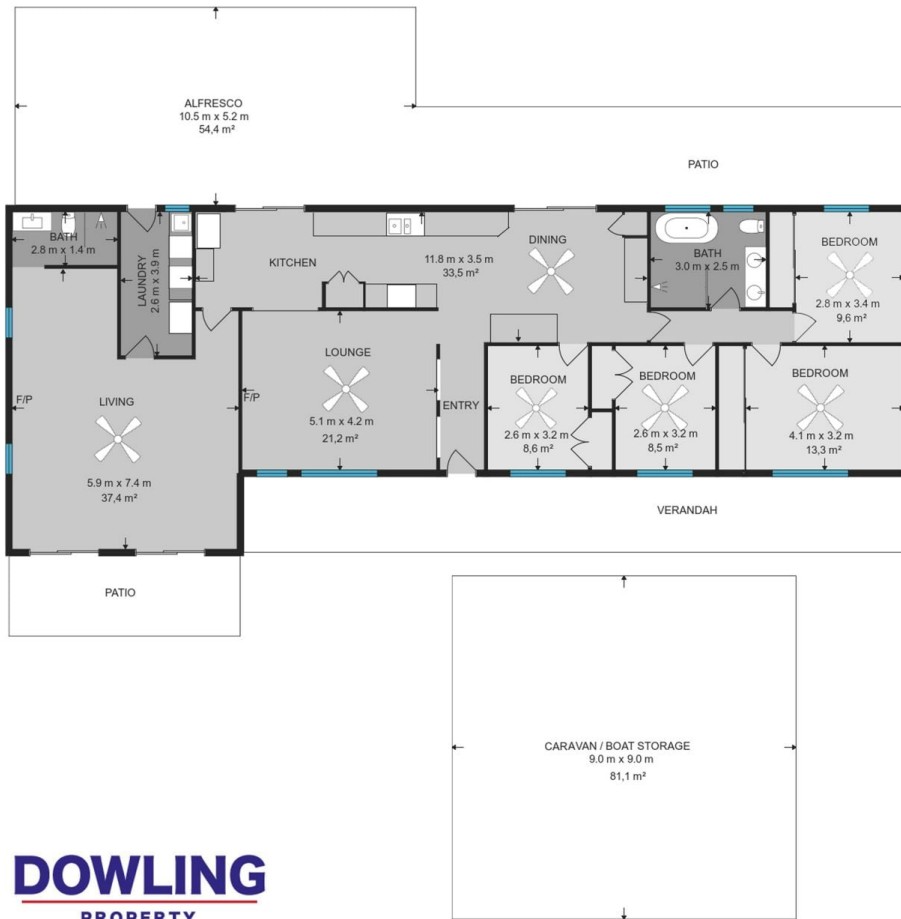 ALFRESCO
10.5 m x 5.2 m
54,4 m²
PATIO
BATH
2.8 m x 1.4 m
LAUNDRY
2.6 m x 3.9 m
KITCHEN
11.8 m x 3.5 m
33,5 m²
DINING
BATH
3.0 m x 2.5 m
BEDROOM
2.8 m x 3.4 m
9,6 m²
F/P
LIVING
5.9 m x 7.4 m
37,4 m²
F/P
LOUNGE
5.1 m x 4.2 m
21,2 m²
ENTRY
BEDROOM
2.6 m x 3.2 m
8,6 m²
BEDROOM
2.6 m x 3.2 m
8,5 m²
BEDROOM
4.1 m x 3.2 m
13,3 m²
VERANDAH
PATIO
CARAVAN / BOAT STORAGE
9.0 m x 9.0 m
81,1 m²
DOWLING
PROPERTY